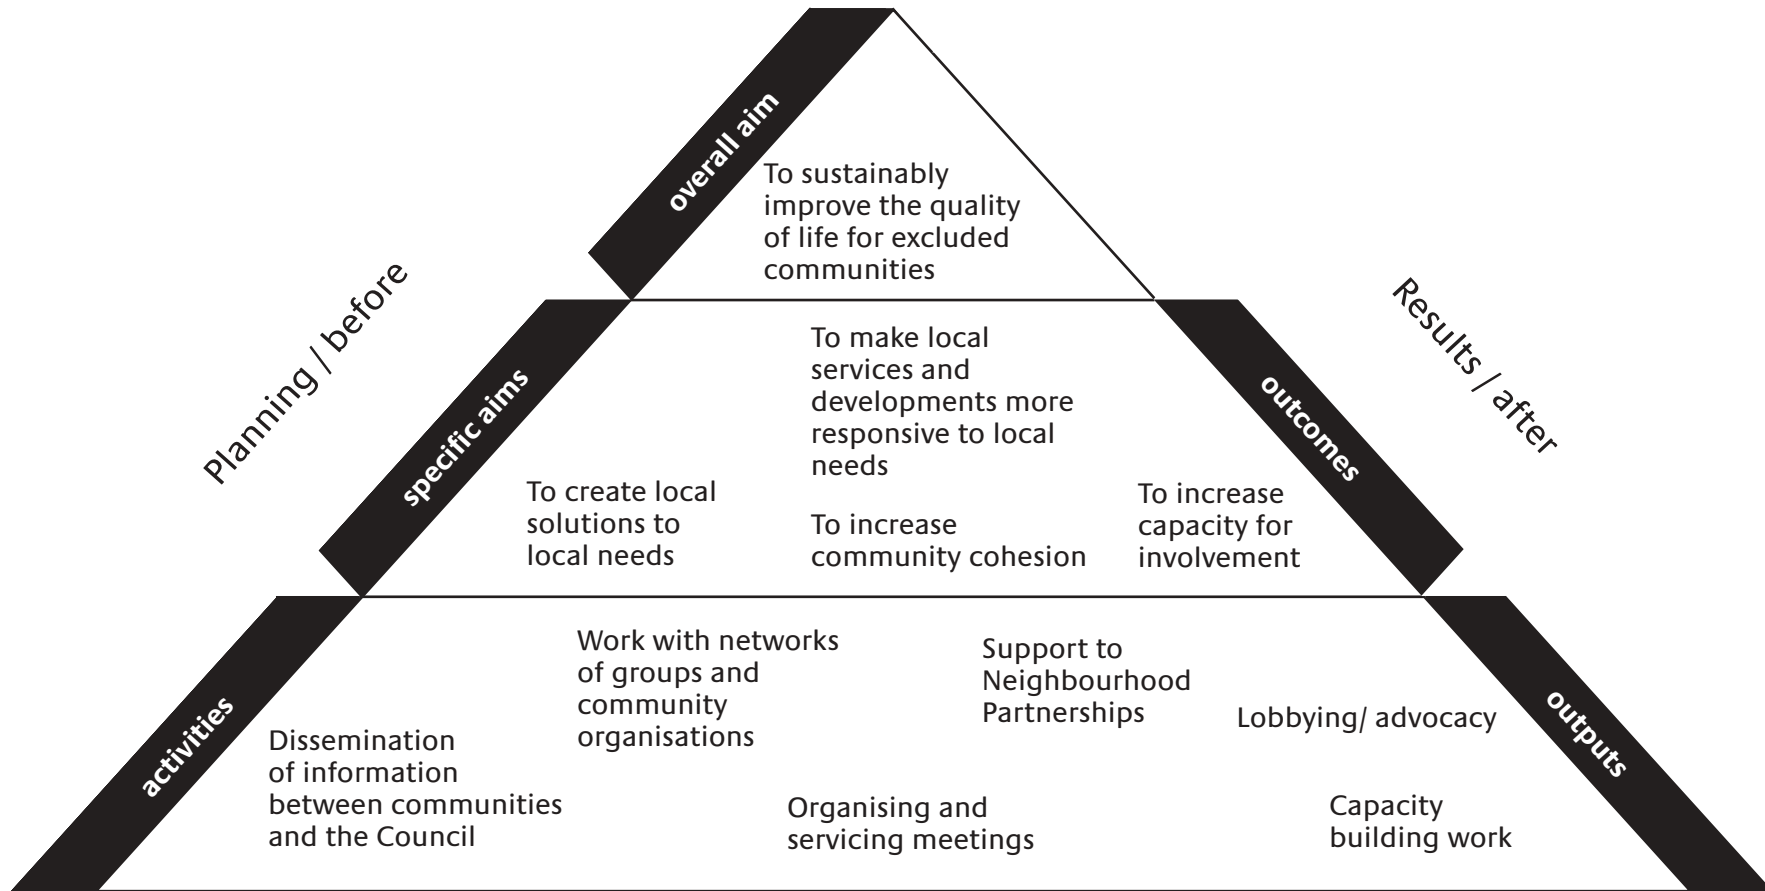 overall aim
To sustainably
improve the quality
of life for excluded
communities
Planning / before
Results / after
specific aims
To make local
services and
developments more
responsive to local
needs
To create local
solutions to
local needs
To increase
community cohesion
To increase
capacity for
involvement
outcomes
activities
Dissemination
of information
between communities
and the Council
Work with networks
of groups and
community
organisations
Organising and
servicing meetings
Support to
Neighbourhood
Partnerships
Lobbying/ advocacy
Capacity
building work
outputs